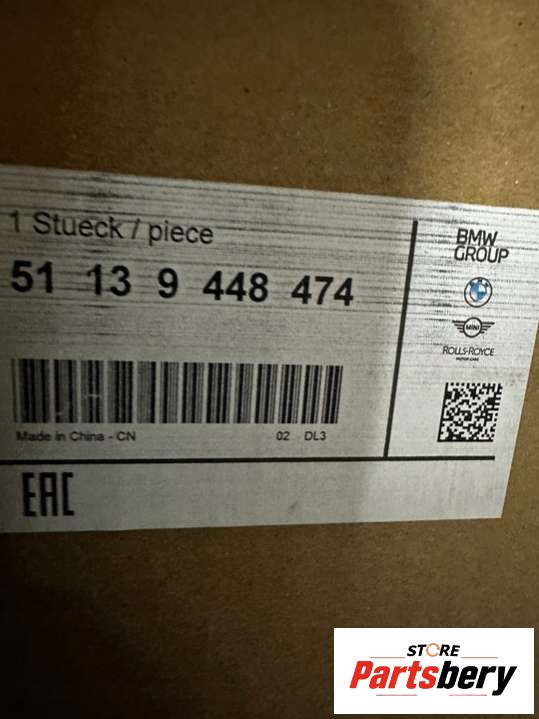 1 Stueck / piece
51 13 9 448 474
Made in China - CN 02 DL3
EAC
BMW
GROUP
BMW
MINI
ROLLS-ROYCE
MOTOR CARS
STORE
Partsbery